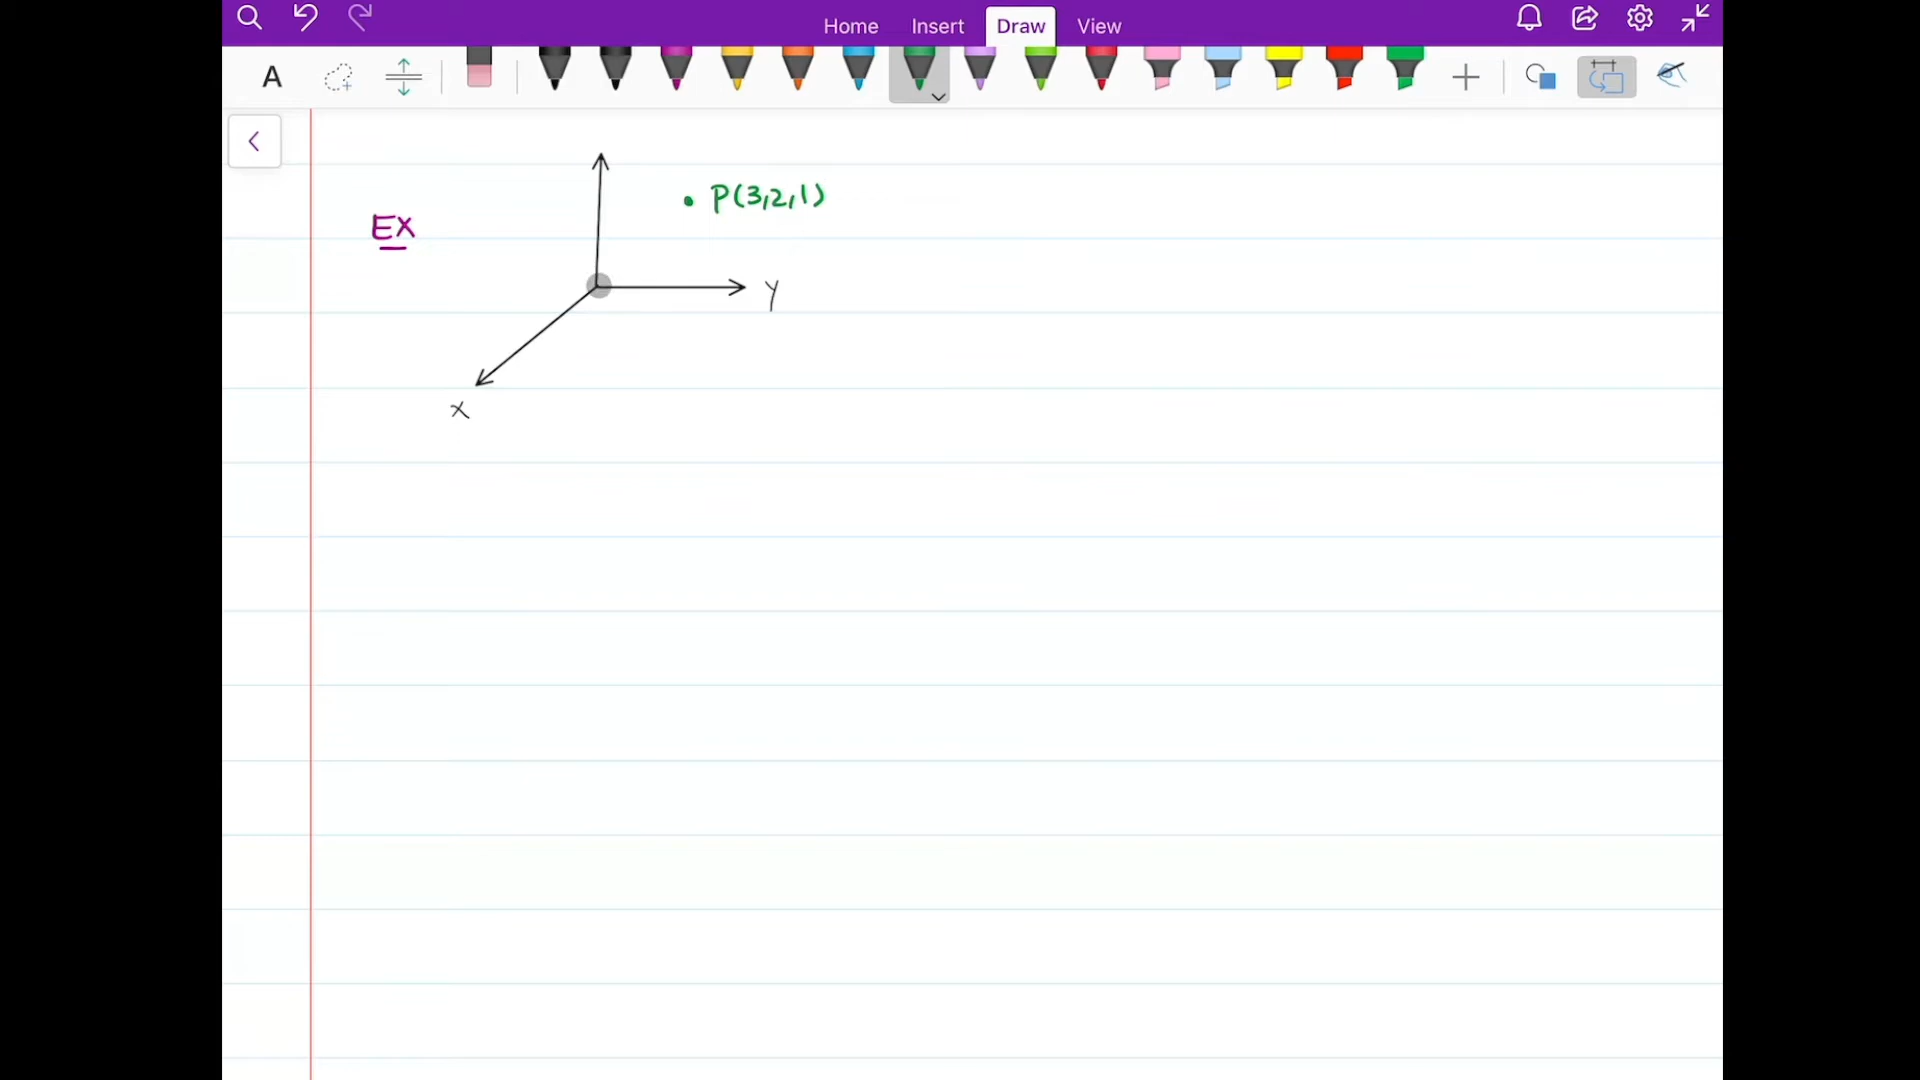 Home Insert Draw View
A
P(3,2,1)
EX
y
x